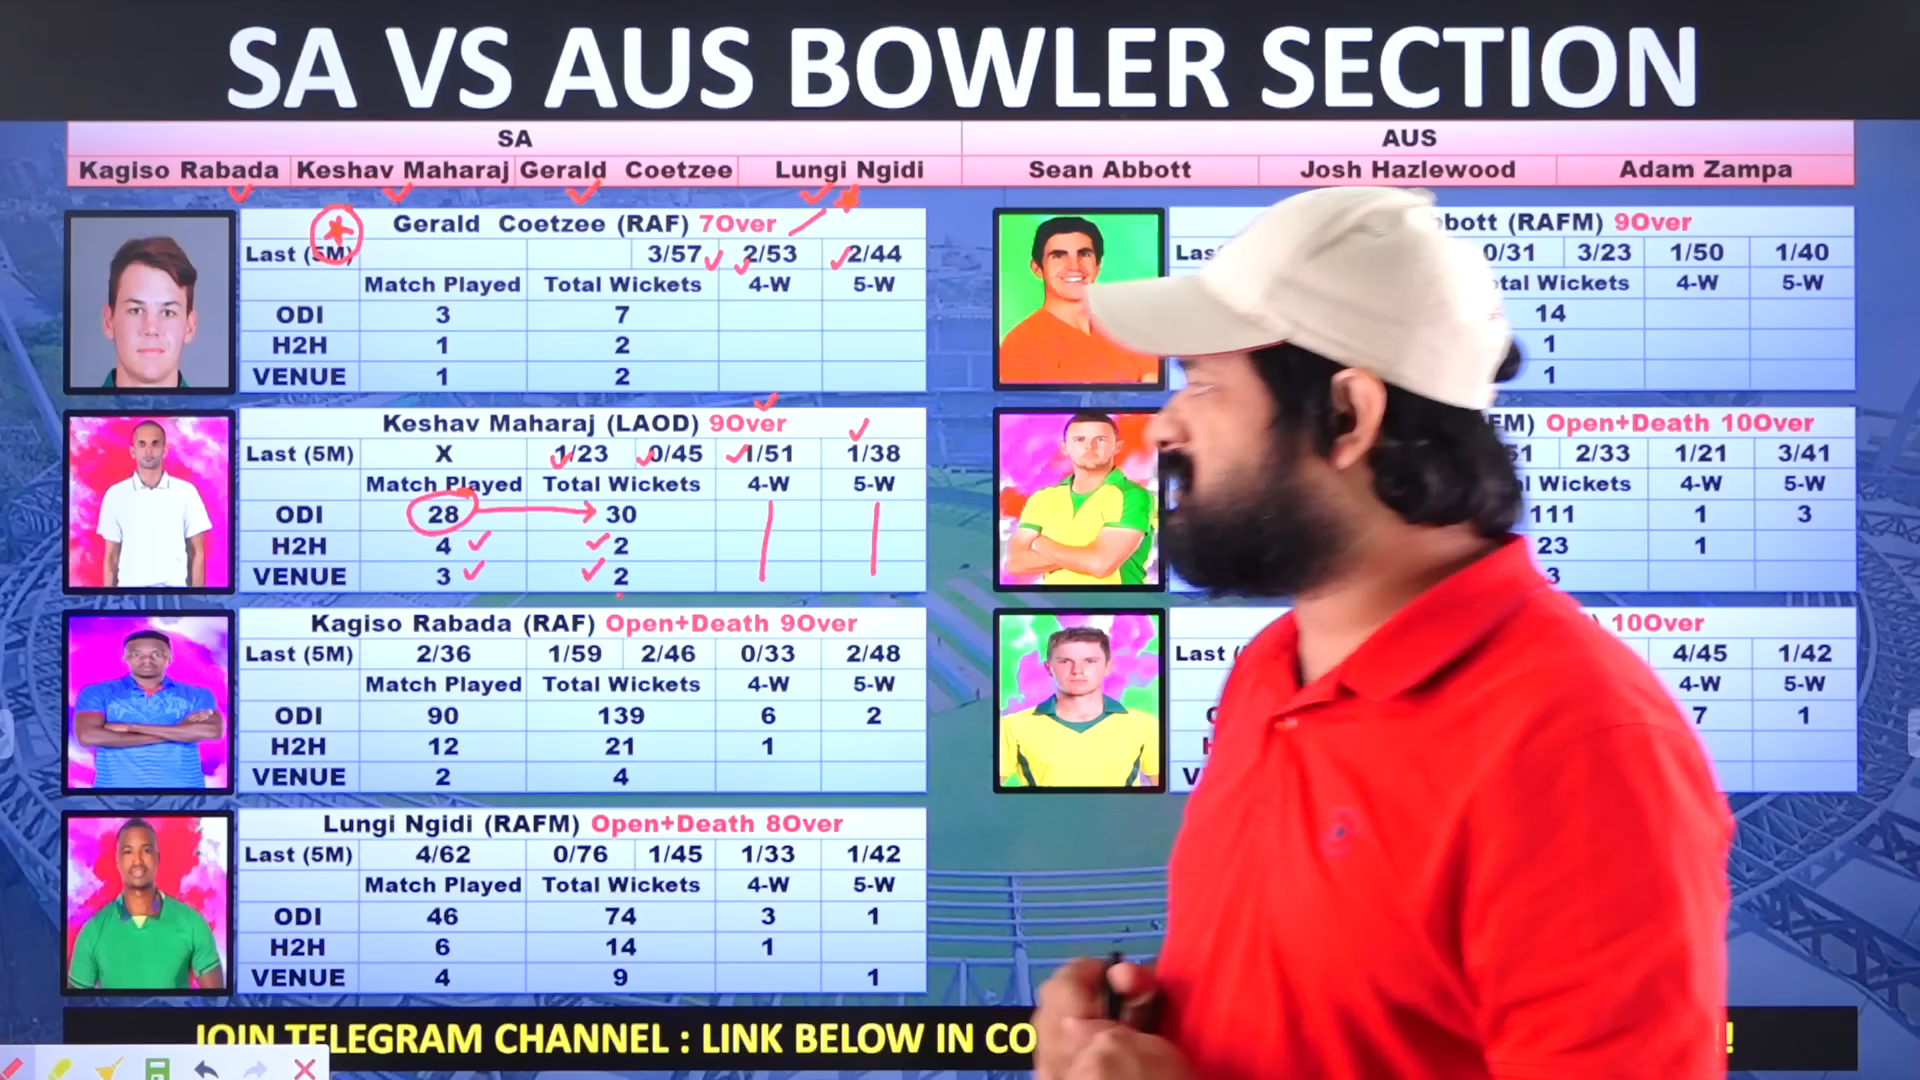 SA VS AUS BOWLER SECTION
SA AUS
Kagiso Rabada Keshav Maharaj Gerald Coetzee Lungi Ngidi Sean Abbott Josh Hazlewood Adam Zampa
Gerald Coetzee (RAF) 7Over
Last (5M) 3/57 2/53 2/44
Match Played Total Wickets 4-W 5-W
ODI 3 7
H2H 1 2
VENUE 1 2
Keshav Maharaj (LAOD) 9Over
Last (5M) X 1/23 0/45 1/51 1/38
Match Played Total Wickets 4-W 5-W
ODI 28 30
H2H 4 2
VENUE 3 2
Kagiso Rabada (RAF) Open+Death 9Over
Last (5M) 2/36 1/59 2/46 0/33 2/48
Match Played Total Wickets 4-W 5-W
ODI 90 139 6 2
H2H 12 21 1
VENUE 2 4
Lungi Ngidi (RAFM) Open+Death 8Over
Last (5M) 4/62 0/76 1/45 1/33 1/42
Match Played Total Wickets 4-W 5-W
ODI 46 74 3 1
H2H 6 14 1
VENUE 4 9 1
bbott (RAFM) 9Over
Las 0/31 3/23 1/50 1/40
otal Wickets 4-W 5-W
14
1
1
FM) Open+Death 10Over
51 2/33 1/21 3/41
l Wickets 4-W 5-W
111 1 3
23 1
3
) 10Over
Last ( 4/45 1/42
4-W 5-W
7 1
H
V
JOIN TELEGRAM CHANNEL : LINK BELOW IN CO !